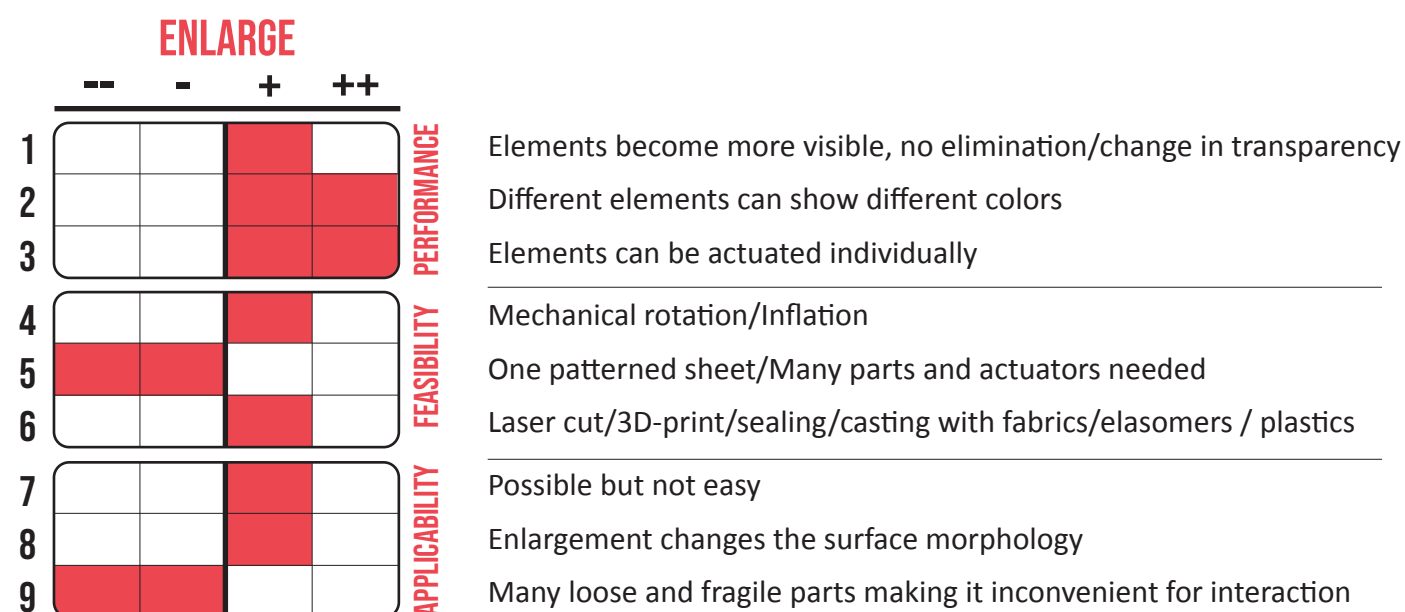 ENLARGE
-- - + ++
PERFORMANCE
1 Elements become more visible, no elimination/change in transparency
2 Different elements can show different colors
3 Elements can be actuated individually
FEASIBILITY
4 Mechanical rotation/Inflation
5 One patterned sheet/Many parts and actuators needed
6 Laser cut/3D-print/sealing/casting with fabrics/elasomers / plastics
APPLICABILITY
7 Possible but not easy
8 Enlargement changes the surface morphology
9 Many loose and fragile parts making it inconvenient for interaction